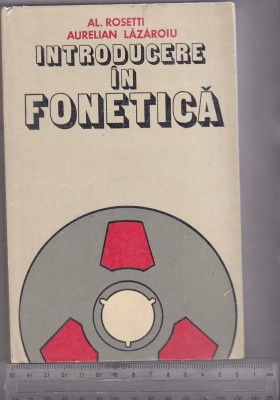 AL. ROSETTI
AURELIAN LĂZĂROIU
INTRODUCERE
ÎN
FONETICĂ